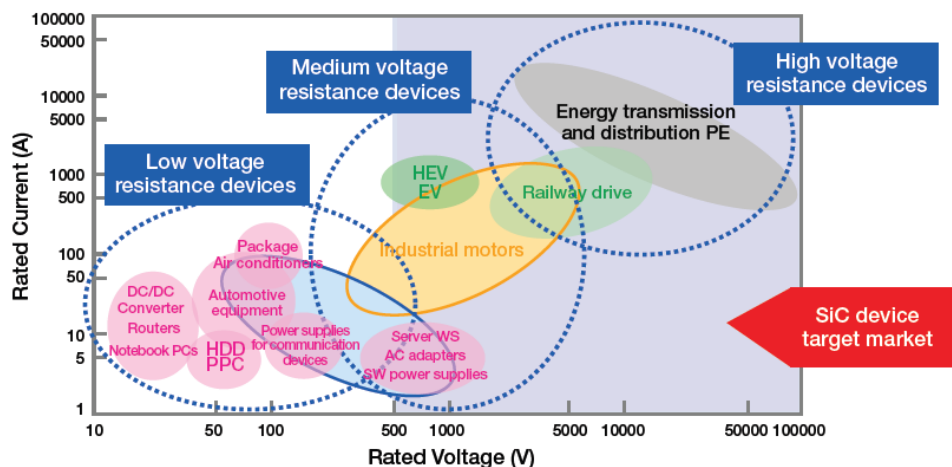 100000
50000
10000
5000
1000
500
100
50
10
5
1
Rated Current (A)
10
50
100
500
1000
5000
10000
50000
100000
Rated Voltage (V)
Low voltage
resistance devices
Medium voltage
resistance devices
High voltage
resistance devices
Energy transmission
and distribution PE
HEV
EV
Railway drive
Industrial motors
Package
Air conditioners
DC/DC
Converter
Routers
Notebook PCs
Automotive
equipment
HDD
PPC
Power supplies
for communication
devices
Server WS
AC adapters
SW power supplies
SiC device
target market